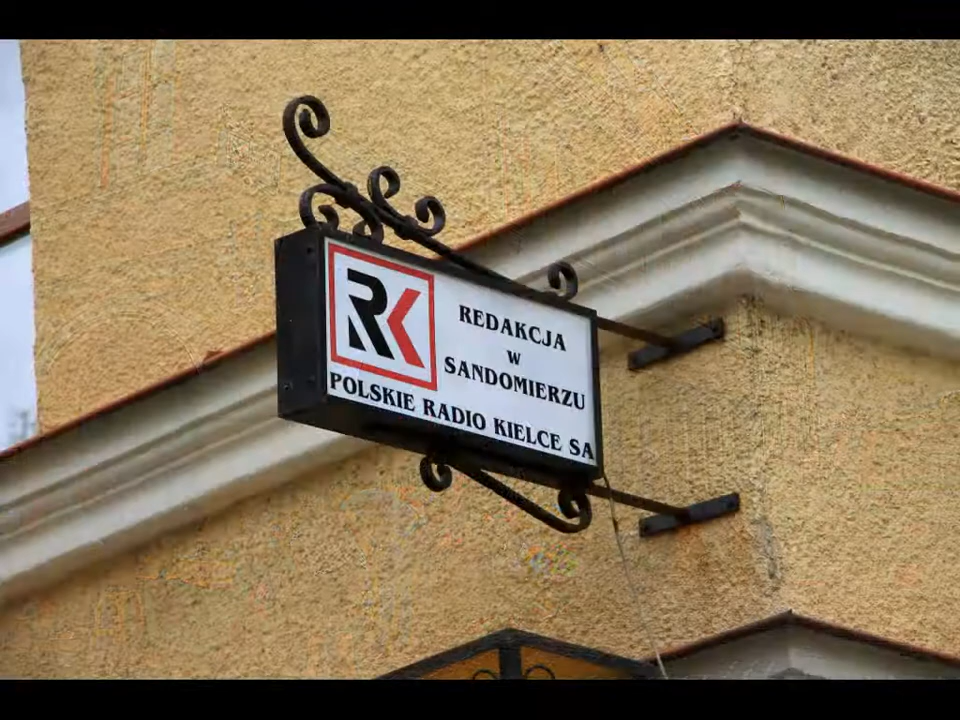 RK
REDAKCJA
w
SANDOMIERZU
POLSKIE RADIO KIELCE SA